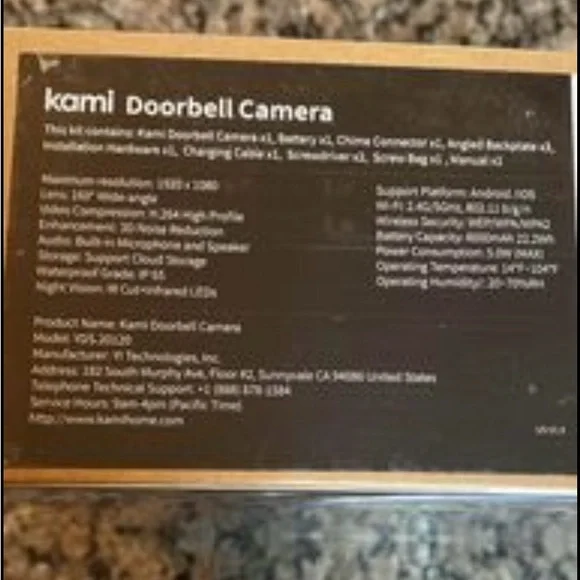 kami Doorbell Camera
This kit contains: Kami Doorbell Camera x1, Battery x1, Chime Connector x1, Angled Backplate x3,
Installation Hardware x1, Charging Cable x1, Screwdriver x1, Screw Bag x1, Manual x1
Maximum resolution: 1920 x 1080
Lens: 160° Wide-angle
Video Compression: H.264 High Profile
Enhancement: 3D Noise Reduction
Audio: Built-in Microphone and Speaker
Storage: Support Cloud Storage
Waterproof Grade: IP 65
Night Vision: IR Cut+Infrared LEDs
Support Platform: Android, iOS
Wi-Fi: 2.4G/5GHz, 802.11 b/g/n
Wireless Security: WEP/WPA/WPA2
Battery Capacity: 6000mAh 22.2Wh
Power Consumption: 5.0W (MAX)
Operating Temperature: 14°F~104°F
Operating Humidity: 20-70%RH
Product Name: Kami Doorbell Camera
Model: YDS.20120
Manufacturer: YI Technologies, Inc.
Address: 182 South Murphy Ave, Floor #2, Sunnyvale CA 94086 United States
Telephone Technical Support: +1 (888)
Service Hours: 9am-4pm (Pacific Time)
http://www.kamihome.com